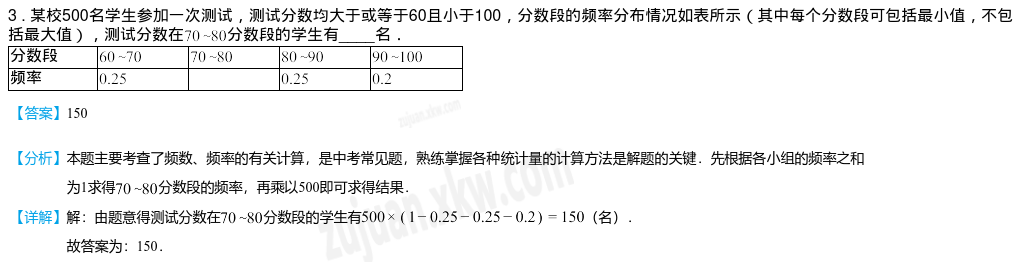 3．某校500名学生参加一次测试，测试分数均大于或等于60且小于100，分数段的频率分布情况如表所示（其中每个分数段可包括最小值，不包
括最大值），测试分数在70 ~80分数段的学生有_____名．
分数段 60 ~70 70 ~80 80 ~90 90 ~100
频率 0.25 0.25 0.2
【答案】150
【分析】本题主要考查了频数、频率的有关计算，是中考常见题，熟练掌握各种统计量的计算方法是解题的关键．先根据各小组的频率之和
为1求得70 ~80分数段的频率，再乘以500即可求得结果．
【详解】解：由题意得测试分数在70 ~80分数段的学生有500 × ( 1 − 0.25 − 0.25 − 0.2 ) = 150（名）．
故答案为：150．
zujuan.xkw.com
zujuan.xkw.com